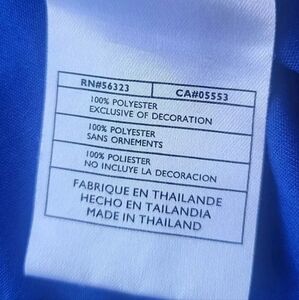 RN#56323 CA#05553
100% POLYESTER
EXCLUSIVE OF DECORATION
100% POLYESTER
SANS ORNEMENTS
100% POLIESTER
NO INCLUYE LA DECORACION
FABRIQUE EN THAILANDE
HECHO EN TAILANDIA
MADE IN THAILAND